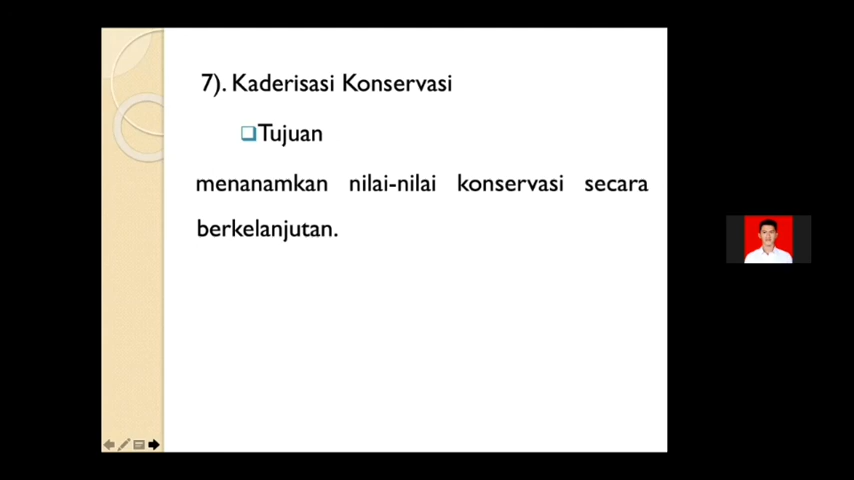 7). Kaderisasi Konservasi
Tujuan
menanamkan nilai-nilai konservasi secara
berkelanjutan.